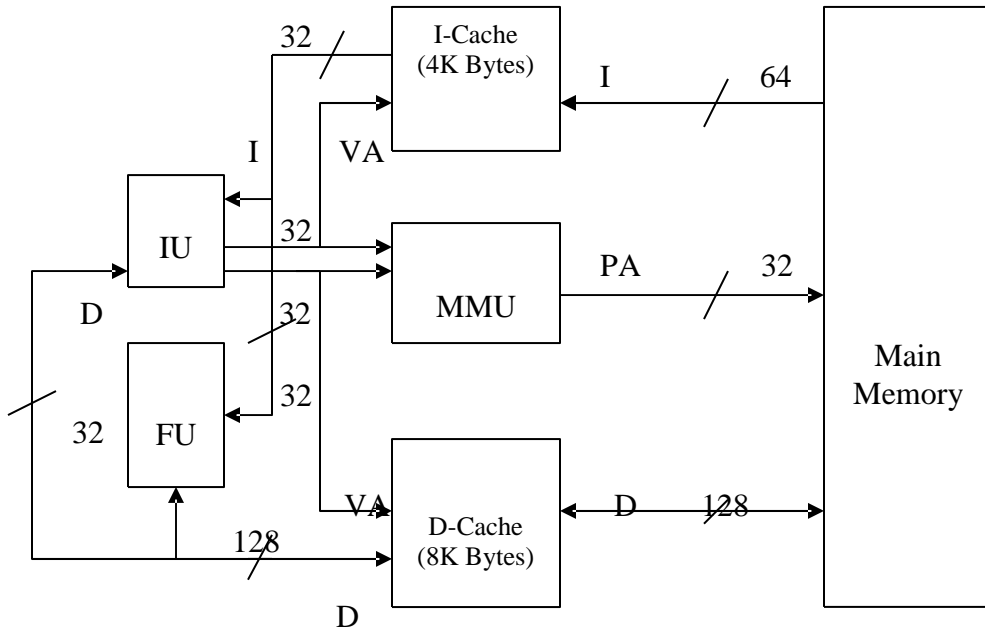 32
I-Cache
(4K Bytes)
I
64
I
VA
IU
32
PA
32
MMU
D
32
Main
Memory
32
32
FU
VA
D
128
D-Cache
(8K Bytes)
128
D